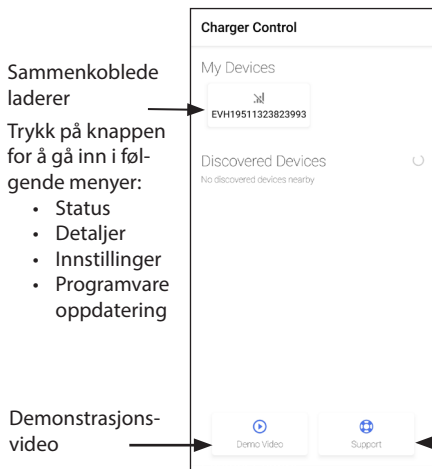 Charger Control
Sammenkoblede
laderer
Trykk på knappen
for å gå inn i føl-
gende menyer:
• Status
• Detaljer
• Innstillinger
• Programvare
oppdatering
My Devices
EVH19511323823993
Discovered Devices
No discovered devices nearby
Demonstrasjons-
video
Demo Video
Support